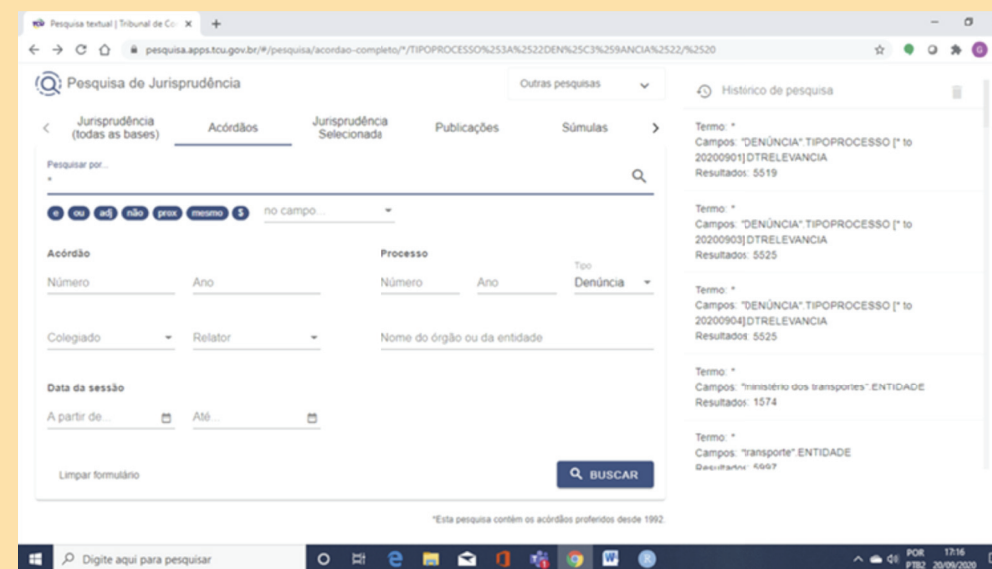 Pesquisa textual | Tribunal de Co
pesquisa.apps.tcu.gov.br/#/pesquisa/acordao-completo/*/TIPOPROCESSO%253A%2522DEN%25C3%259ANCIA%2522/%2520
G
Pesquisa de Jurisprudência
Outras pesquisas
Jurisprudência
(todas as bases)
Acórdãos
Jurisprudência
Selecionada
Publicações
Súmulas
Pesquisar por...
*
e ou adj não prox mesmo $ no campo...
Acórdão
Processo
Tipo
Número Ano Número Ano Denúncia
Colegiado Relator Nome do órgão ou da entidade
Data da sessão
A partir de... Até...
Limpar formulário
BUSCAR
*Esta pesquisa contém os acórdãos proferidos desde 1992.
Histórico de pesquisa
Termo: *
Campos: "DENÚNCIA".TIPOPROCESSO [* to
20200901]DTRELEVANCIA
Resultados: 5519
Termo: *
Campos: "DENÚNCIA".TIPOPROCESSO [* to
20200903]DTRELEVANCIA
Resultados: 5525
Termo: *
Campos: "DENÚNCIA".TIPOPROCESSO [* to
20200904]DTRELEVANCIA
Resultados: 5525
Termo: *
Campos: "ministério dos transportes".ENTIDADE
Resultados: 1574
Termo: *
Campos: "transporte".ENTIDADE
Resultados: 5997
Digite aqui para pesquisar
POR 17:16
PTB2 20/09/2020